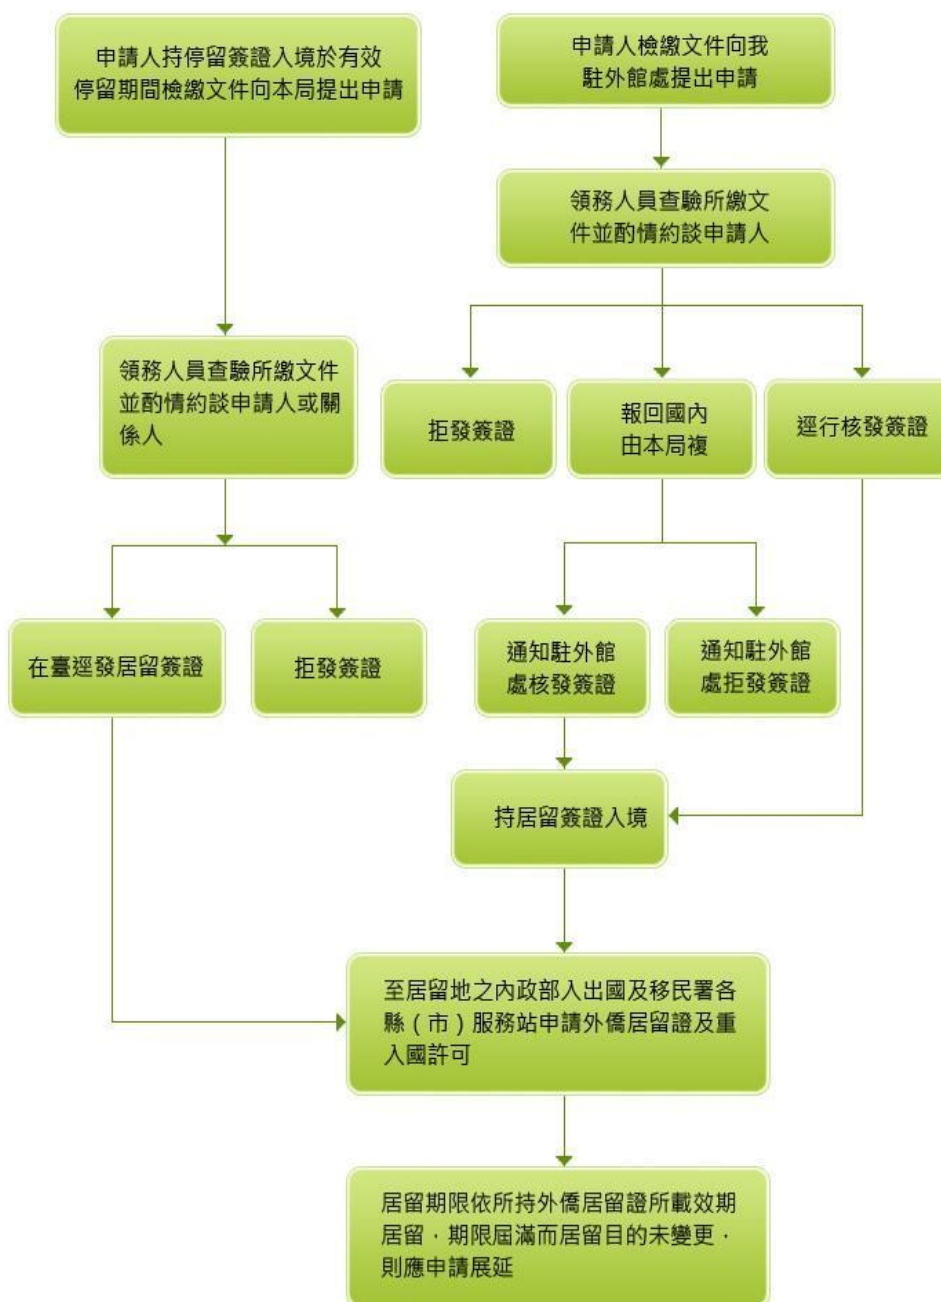 申請人持停留簽證入境於有效
停留期間檢繳文件向本局提出申請
申請人檢繳文件向我
駐外館處提出申請
領務人員查驗所繳文
件並酌情約談申請人
領務人員查驗所繳文件
並酌情約談申請人或關
係人
拒發簽證
報回國內
由本局複
逕行核發簽證
在臺逕發居留簽證
拒發簽證
通知駐外館
處核發簽證
通知駐外館
處拒發簽證
持居留簽證入境
至居留地之內政部入出國及移民署各
縣（市）服務站申請外僑居留證及重
入國許可
居留期限依所持外僑居留證所載效期
居留，期限屆滿而居留目的未變更，
則應申請展延